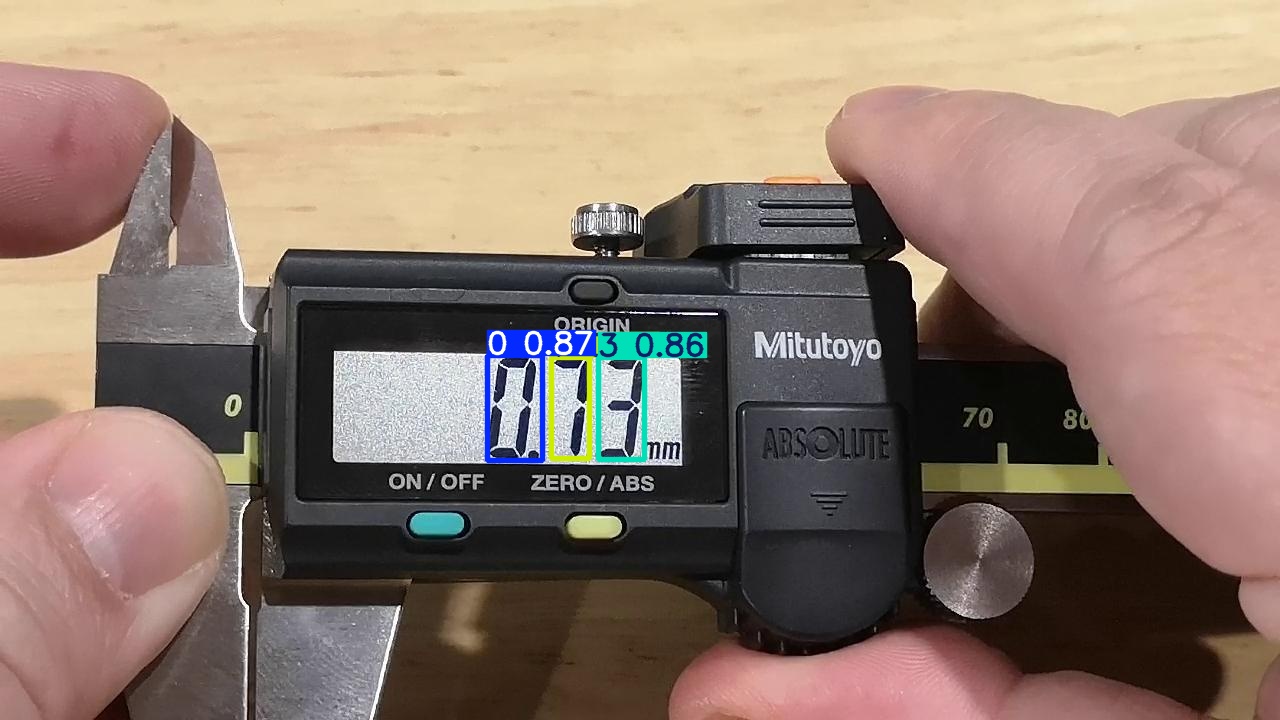 ORIGIN
0 0.87 3 0.86
Mitutoyo
0.73 mm
0
70 80
ABSOLUTE
ON / OFF ZERO / ABS